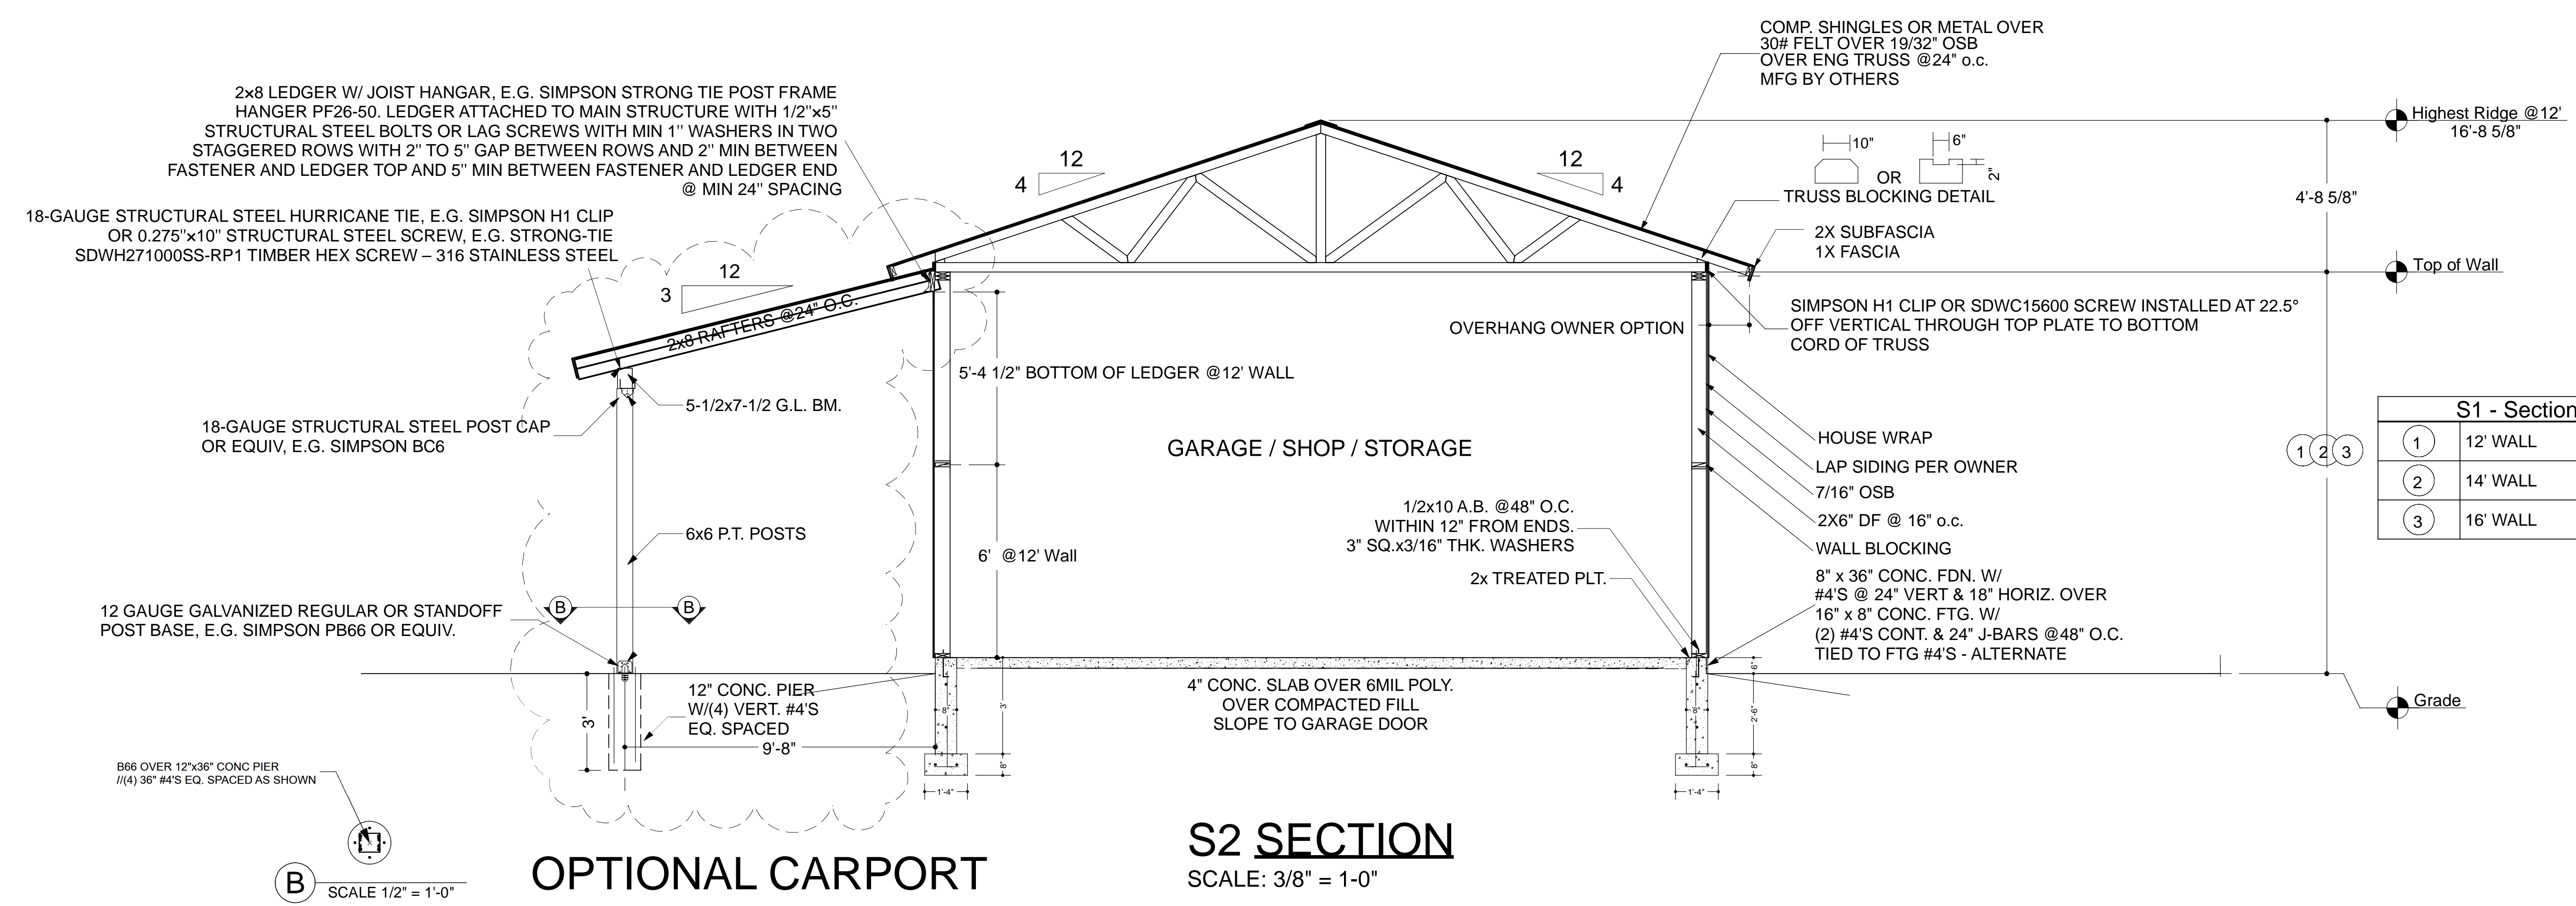 COMP. SHINGLES OR METAL OVER
30# FELT OVER 19/32" OSB
OVER ENG TRUSS @24" o.c.
MFG BY OTHERS
2×8 LEDGER W/ JOIST HANGAR, E.G. SIMPSON STRONG TIE POST FRAME
HANGER PF26-50. LEDGER ATTACHED TO MAIN STRUCTURE WITH 1/2"×5"
STRUCTURAL STEEL BOLTS OR LAG SCREWS WITH MIN 1" WASHERS IN TWO
STAGGERED ROWS WITH 2" TO 5" GAP BETWEEN ROWS AND 2" MIN BETWEEN
FASTENER AND LEDGER TOP AND 5" MIN BETWEEN FASTENER AND LEDGER END
@ MIN 24" SPACING
18-GAUGE STRUCTURAL STEEL HURRICANE TIE, E.G. SIMPSON H1 CLIP
OR 0.275"×10" STRUCTURAL STEEL SCREW, E.G. STRONG-TIE
SDWH271000SS-RP1 TIMBER HEX SCREW – 316 STAINLESS STEEL
12
4
12
4
10"
OR
6"
2"
TRUSS BLOCKING DETAIL
2X SUBFASCIA
1X FASCIA
Highest Ridge @12'
16'-8 5/8"
4'-8 5/8"
Top of Wall
12
3
2x8 RAFTERS @24" O.C.
OVERHANG OWNER OPTION
SIMPSON H1 CLIP OR SDWC15600 SCREW INSTALLED AT 22.5°
OFF VERTICAL THROUGH TOP PLATE TO BOTTOM
CORD OF TRUSS
5'-4 1/2" BOTTOM OF LEDGER @12' WALL
5-1/2x7-1/2 G.L. BM.
18-GAUGE STRUCTURAL STEEL POST CAP
OR EQUIV, E.G. SIMPSON BC6
GARAGE / SHOP / STORAGE
HOUSE WRAP
LAP SIDING PER OWNER
7/16" OSB
2X6" DF @ 16" o.c.
WALL BLOCKING
1 2 3
S1 - Section
1 12' WALL
2 14' WALL
3 16' WALL
1/2x10 A.B. @48" O.C.
WITHIN 12" FROM ENDS.
3" SQ.x3/16" THK. WASHERS
2x TREATED PLT.
6' @12' Wall
6x6 P.T. POSTS
8" x 36" CONC. FDN. W/
#4'S @ 24" VERT & 18" HORIZ. OVER
16" x 8" CONC. FTG. W/
(2) #4'S CONT. & 24" J-BARS @48" O.C.
TIED TO FTG #4'S - ALTERNATE
12 GAUGE GALVANIZED REGULAR OR STANDOFF
POST BASE, E.G. SIMPSON PB66 OR EQUIV.
B
B
12" CONC. PIER
W/(4) VERT. #4'S
EQ. SPACED
3'
9'-8"
8"
3'
8"
1'-4"
4" CONC. SLAB OVER 6MIL POLY.
OVER COMPACTED FILL
SLOPE TO GARAGE DOOR
6"
8"
2'-6"
8"
1'-4"
Grade
B66 OVER 12"x36" CONC PIER
//(4) 36" #4'S EQ. SPACED AS SHOWN
B
SCALE 1/2" = 1'-0"
OPTIONAL CARPORT
S2 SECTION
SCALE: 3/8" = 1-0"